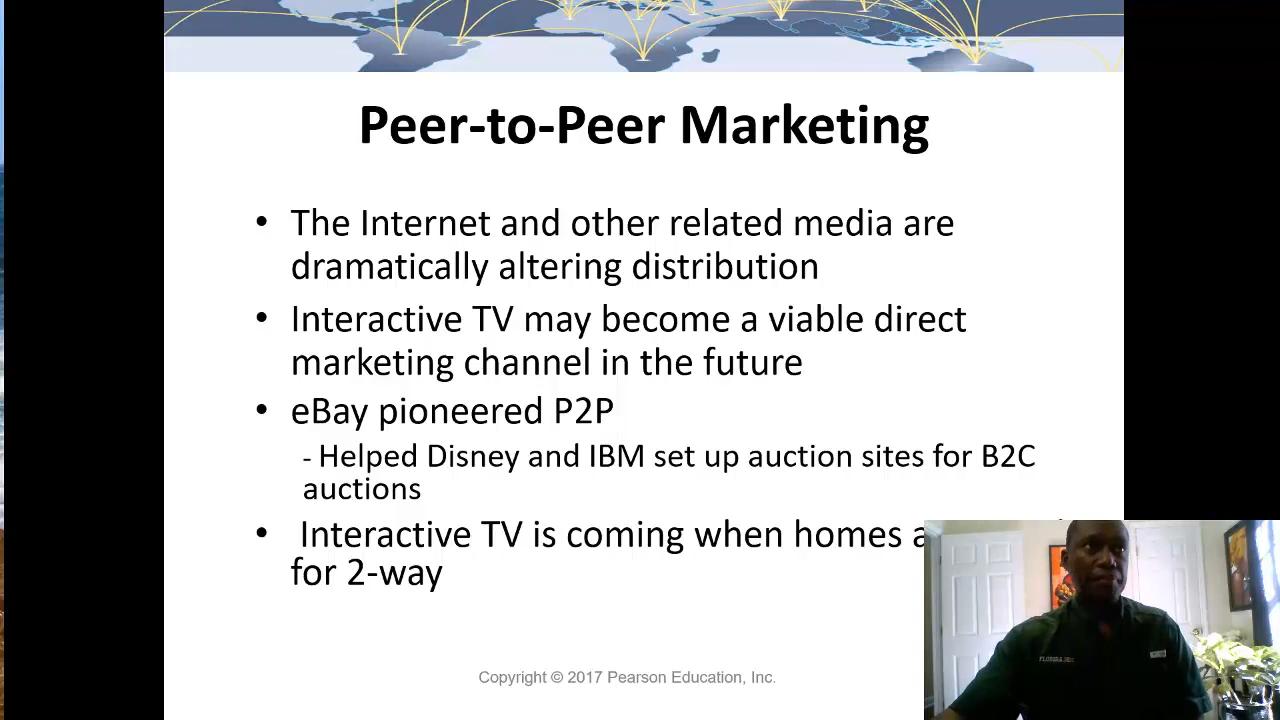 Peer-to-Peer Marketing
• The Internet and other related media are
dramatically altering distribution
• Interactive TV may become a viable direct
marketing channel in the future
• eBay pioneered P2P
- Helped Disney and IBM set up auction sites for B2C
auctions
• Interactive TV is coming when homes a
for 2-way
Copyright © 2017 Pearson Education, Inc.